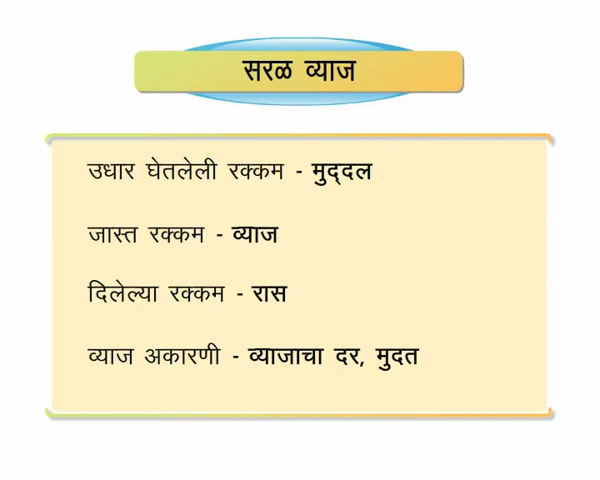 सरळ व्याज
उधार घेतलेली रक्कम - मुद्‌दल
जास्त रक्कम - व्याज
दिलेल्या रक्कम - रास
व्याज अकारणी - व्याजाचा दर, मुदत